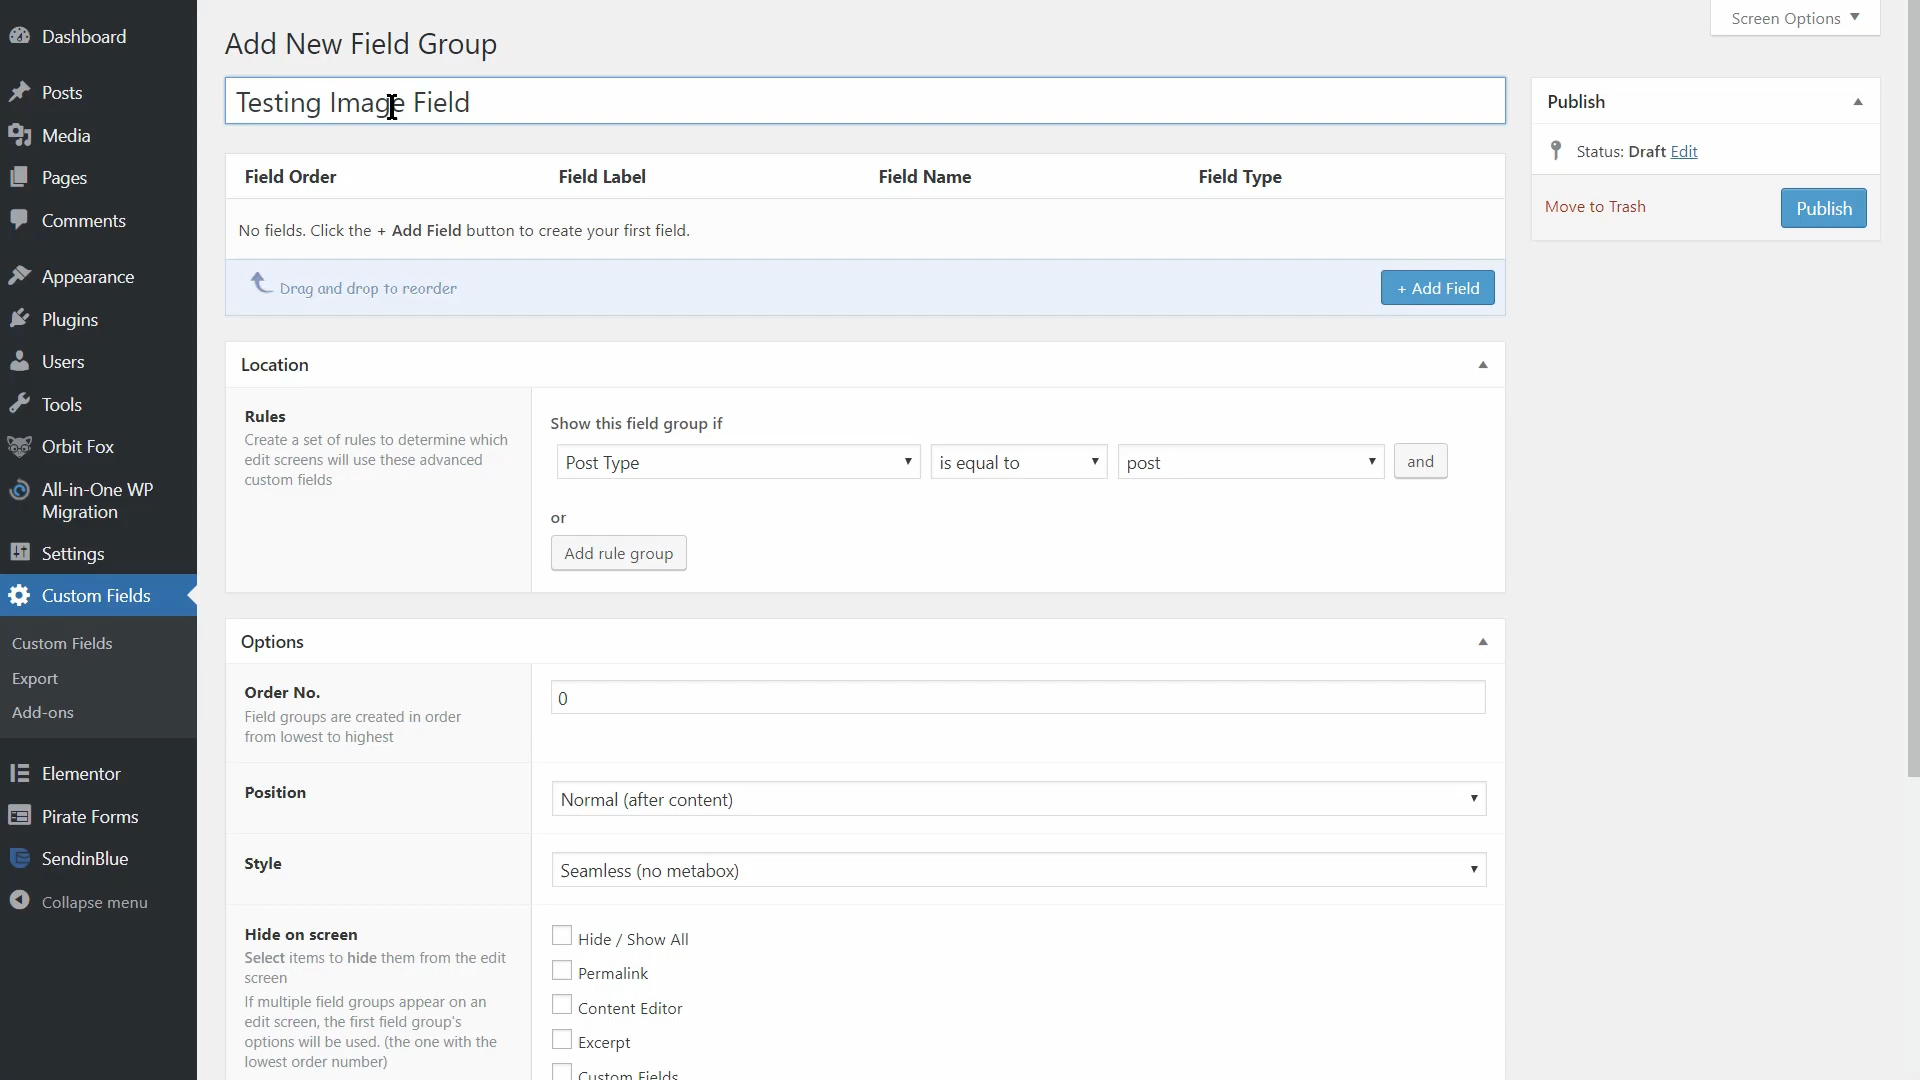 Dashboard
Posts
Media
Pages
Comments
Appearance
Plugins
Users
Tools
Orbit Fox
All-in-One WP
Migration
Settings
Custom Fields
Custom Fields
Export
Add-ons
Elementor
Pirate Forms
SendinBlue
Collapse menu
Screen Options
Add New Field Group
Testing Image Field
Field Order Field Label Field Name Field Type
No fields. Click the + Add Field button to create your first field.
Drag and drop to reorder
+ Add Field
Publish
Status: Draft Edit
Move to Trash
Publish
Location
Rules
Create a set of rules to determine which
edit screens will use these advanced
custom fields
Show this field group if
Post Type is equal to post and
or
Add rule group
Options
Order No.
Field groups are created in order
from lowest to highest
0
Position
Normal (after content)
Style
Seamless (no metabox)
Hide on screen
Select items to hide them from the edit
screen
If multiple field groups appear on an
edit screen, the first field group's
options will be used. (the one with the
lowest order number)
Hide / Show All
Permalink
Content Editor
Excerpt
Custom Fields